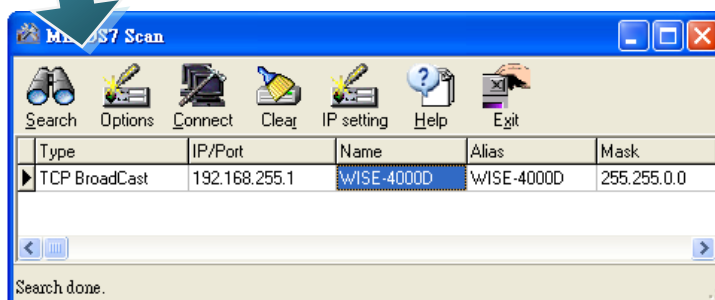 Scan
Search Options Connect Clear IP setting Help Exit
Type IP/Port Name Alias Mask
TCP BroadCast 192.168.255.1 WISE-4000D WISE-4000D 255.255.0.0
Search done.